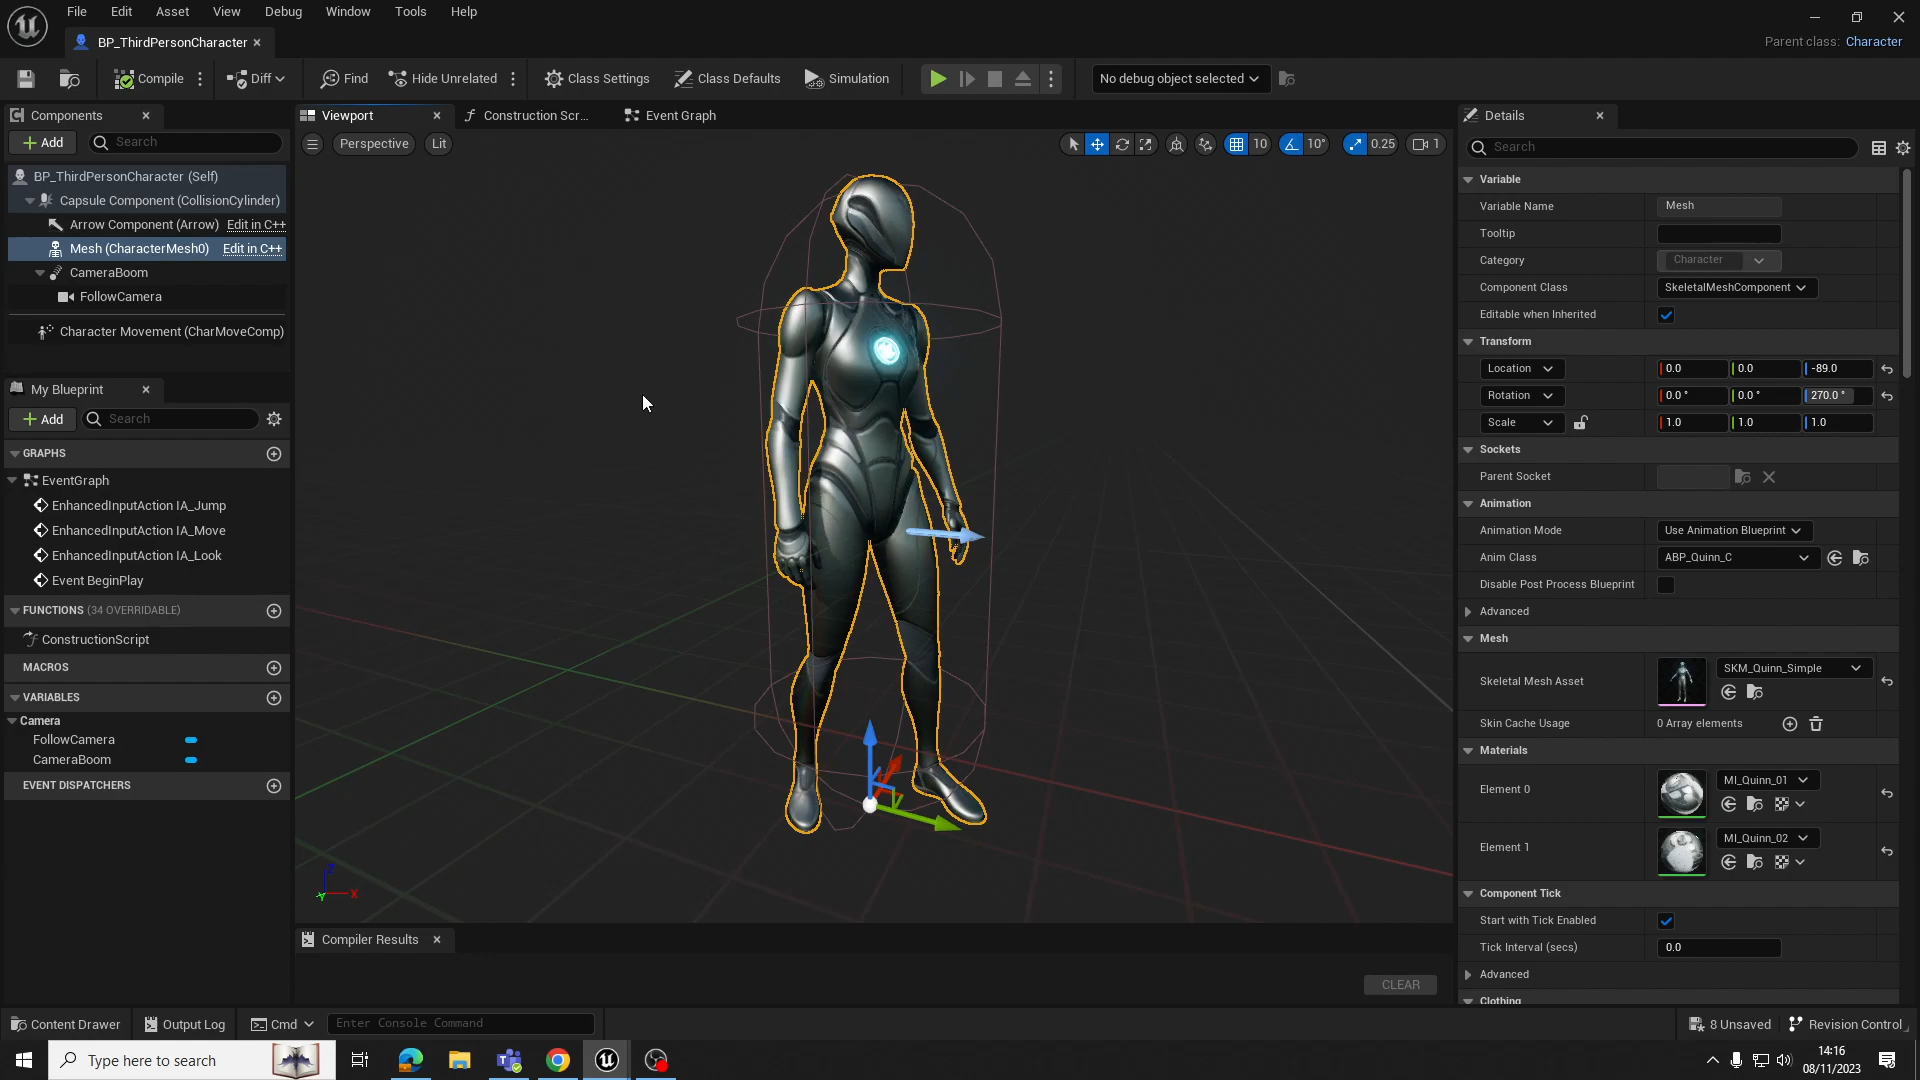 File Edit Asset View Debug Window Tools Help
BP_ThirdPersonCharacter
Parent class: Character
Compile Diff Find Hide Unrelated Class Settings Class Defaults Simulation No debug object selected
Components
Add Search
BP_ThirdPersonCharacter (Self)
Capsule Component (CollisionCylinder)
Arrow Component (Arrow) Edit in C++
Mesh (CharacterMesh0) Edit in C++
CameraBoom
FollowCamera
Character Movement (CharMoveComp)
My Blueprint
Add Search
GRAPHS
EventGraph
EnhancedInputAction IA_Jump
EnhancedInputAction IA_Move
EnhancedInputAction IA_Look
Event BeginPlay
FUNCTIONS (34 OVERRIDABLE)
ConstructionScript
MACROS
VARIABLES
Camera
FollowCamera
CameraBoom
EVENT DISPATCHERS
Viewport Construction Scr... Event Graph
Perspective Lit 10 10° 0.25 1
Z
X
Y
Compiler Results
CLEAR
Details
Search
Variable
Variable Name Mesh
Tooltip
Category Character
Component Class SkeletalMeshComponent
Editable when Inherited
Transform
Location 0.0 0.0 -89.0
Rotation 0.0 ° 0.0 ° 270.0 °
Scale 1.0 1.0 1.0
Sockets
Parent Socket
Animation
Animation Mode Use Animation Blueprint
Anim Class ABP_Quinn_C
Disable Post Process Blueprint
Advanced
Mesh
Skeletal Mesh Asset SKM_Quinn_Simple
Skin Cache Usage 0 Array elements
Materials
Element 0 MI_Quinn_01
Element 1 MI_Quinn_02
Component Tick
Start with Tick Enabled
Tick Interval (secs) 0.0
Advanced
Clothing
Content Drawer Output Log Cmd Enter Console Command 8 Unsaved Revision Control
Type here to search
14:16
08/11/2023